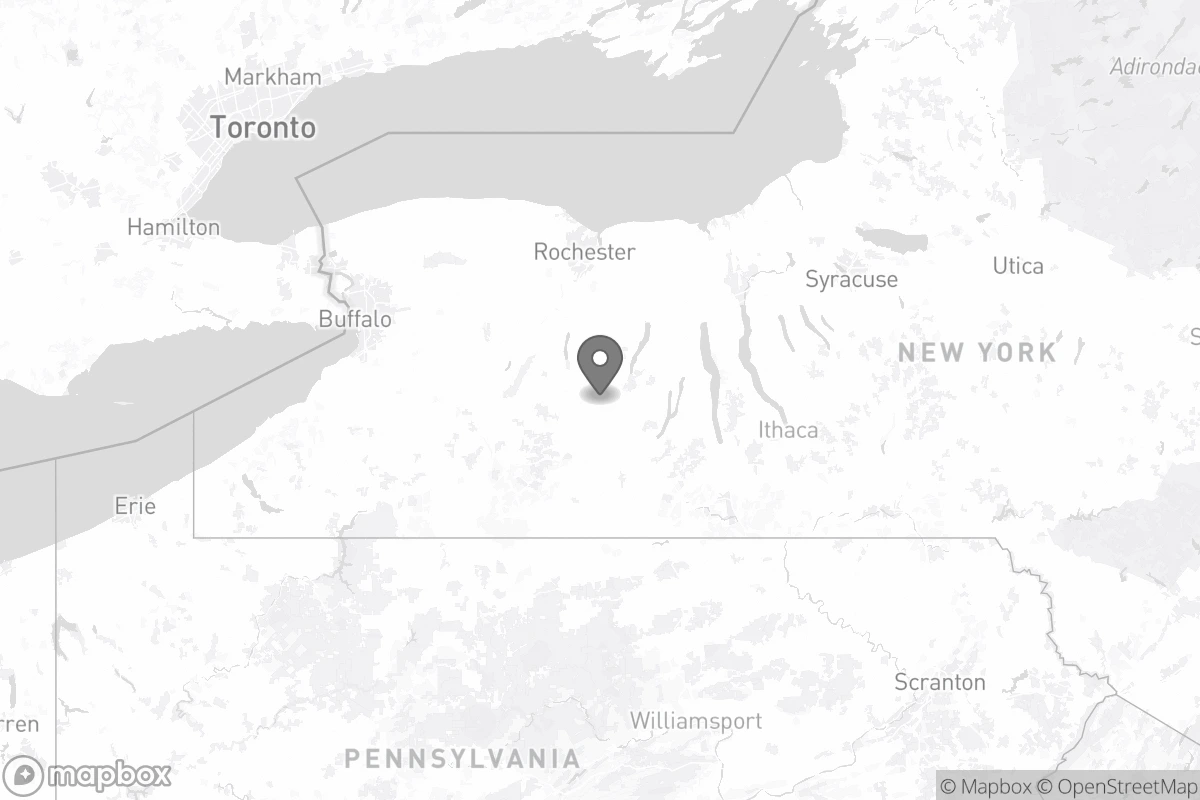 Markham
Adirondac
Toronto
Hamilton
Rochester
Syracuse
Utica
Buffalo
NEW YORK
S
Ithaca
Erie
Scranton
rren
Williamsport
PENNSYLVANIA
mapbox
© Mapbox © OpenStreetMap